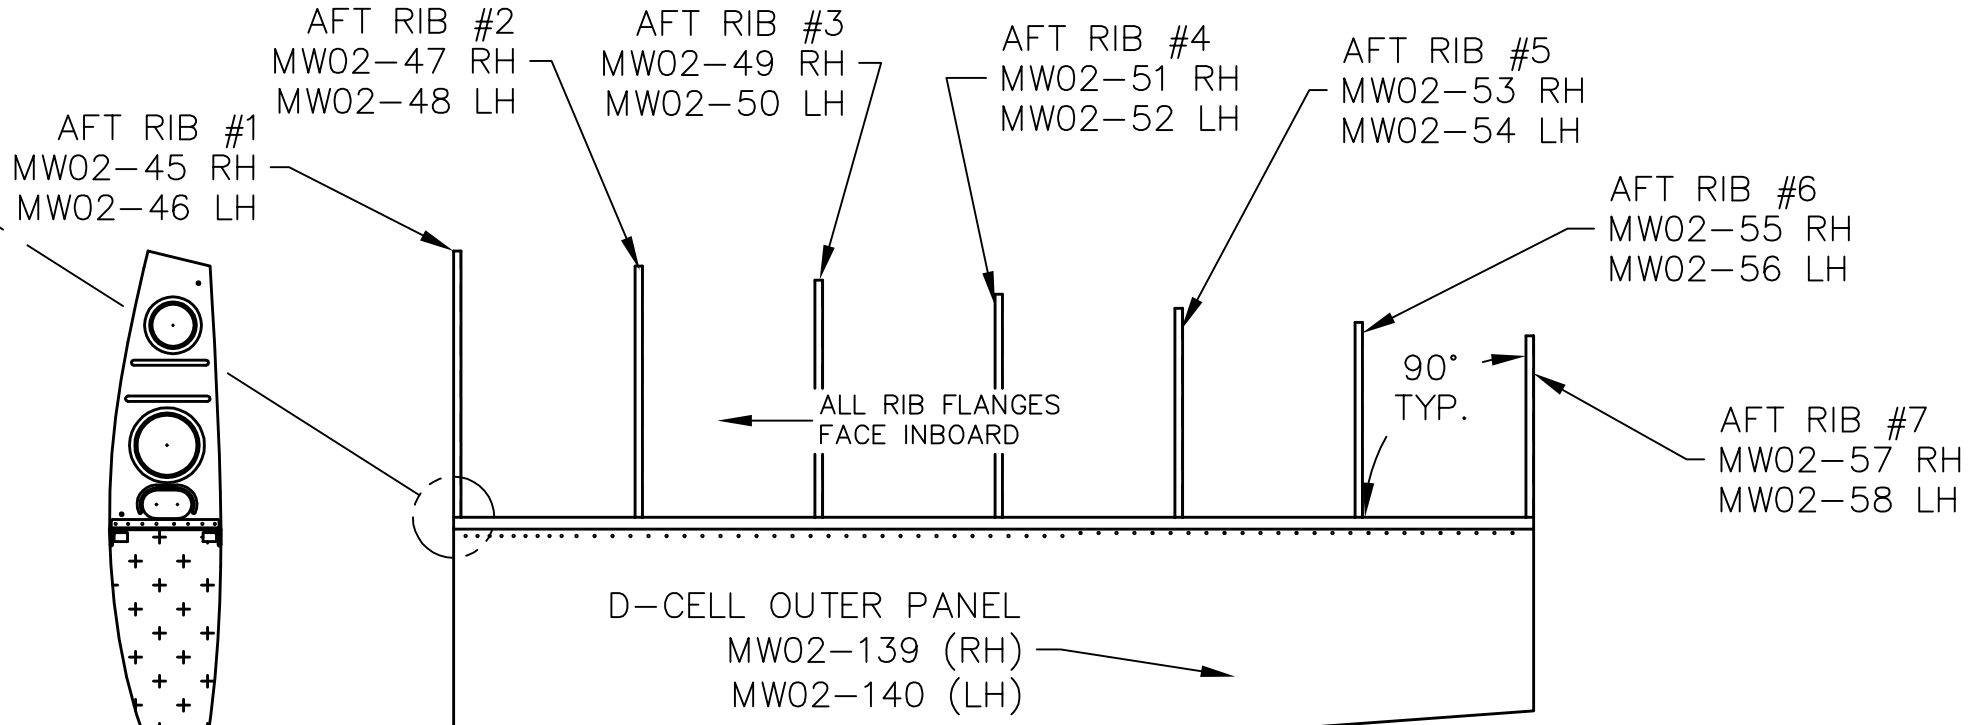 AFT RIB #1
MW02-45 RH
MW02-46 LH
AFT RIB #2
MW02-47 RH
MW02-48 LH
AFT RIB #3
MW02-49 RH
MW02-50 LH
AFT RIB #4
MW02-51 RH
MW02-52 LH
AFT RIB #5
MW02-53 RH
MW02-54 LH
AFT RIB #6
MW02-55 RH
MW02-56 LH
90°
TYP.
ALL RIB FLANGES
FACE INBOARD
AFT RIB #7
MW02-57 RH
MW02-58 LH
D-CELL OUTER PANEL
MW02-139 (RH)
MW02-140 (LH)